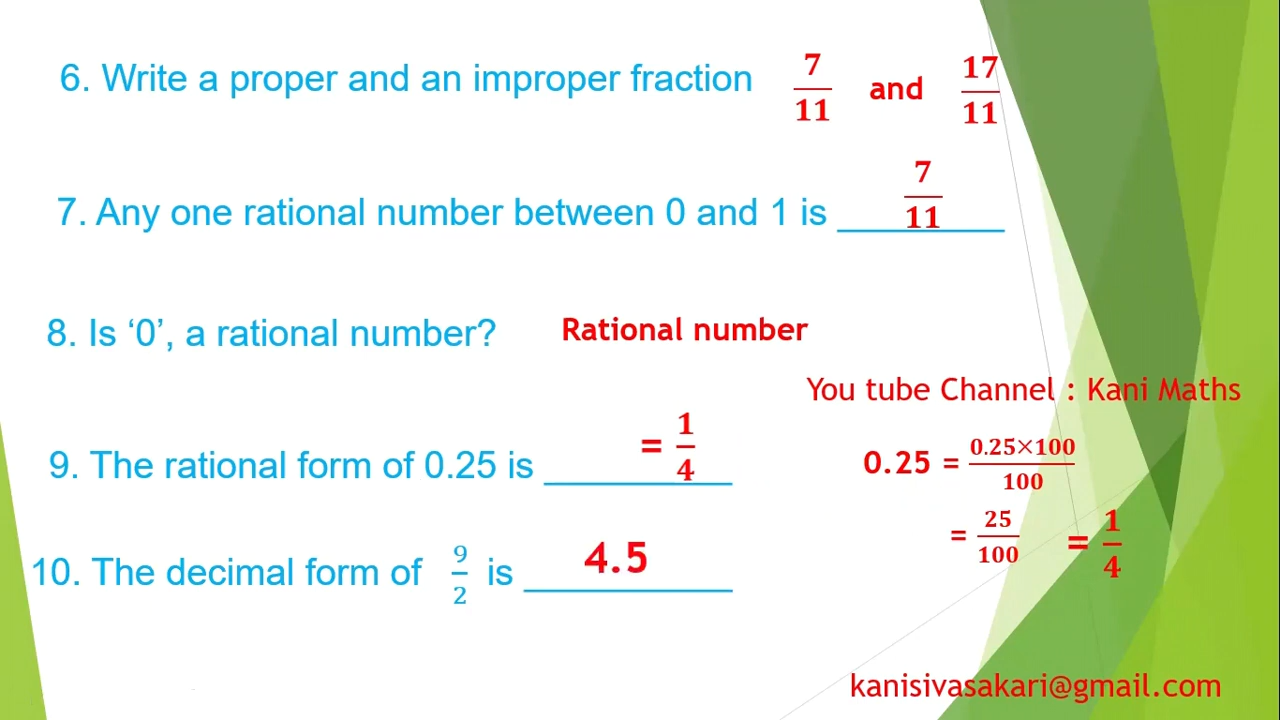 6. Write a proper and an improper fraction 7/11 and 17/11
7. Any one rational number between 0 and 1 is ________ 7/11
8. Is ‘0’, a rational number? Rational number
You tube Channel : Kani Maths
9. The rational form of 0.25 is ________ = 1/4
0.25 = 0.25×100/100
= 25/100 = 1/4
10. The decimal form of 9/2 is ________ 4.5
kanisivasakari@gmail.com